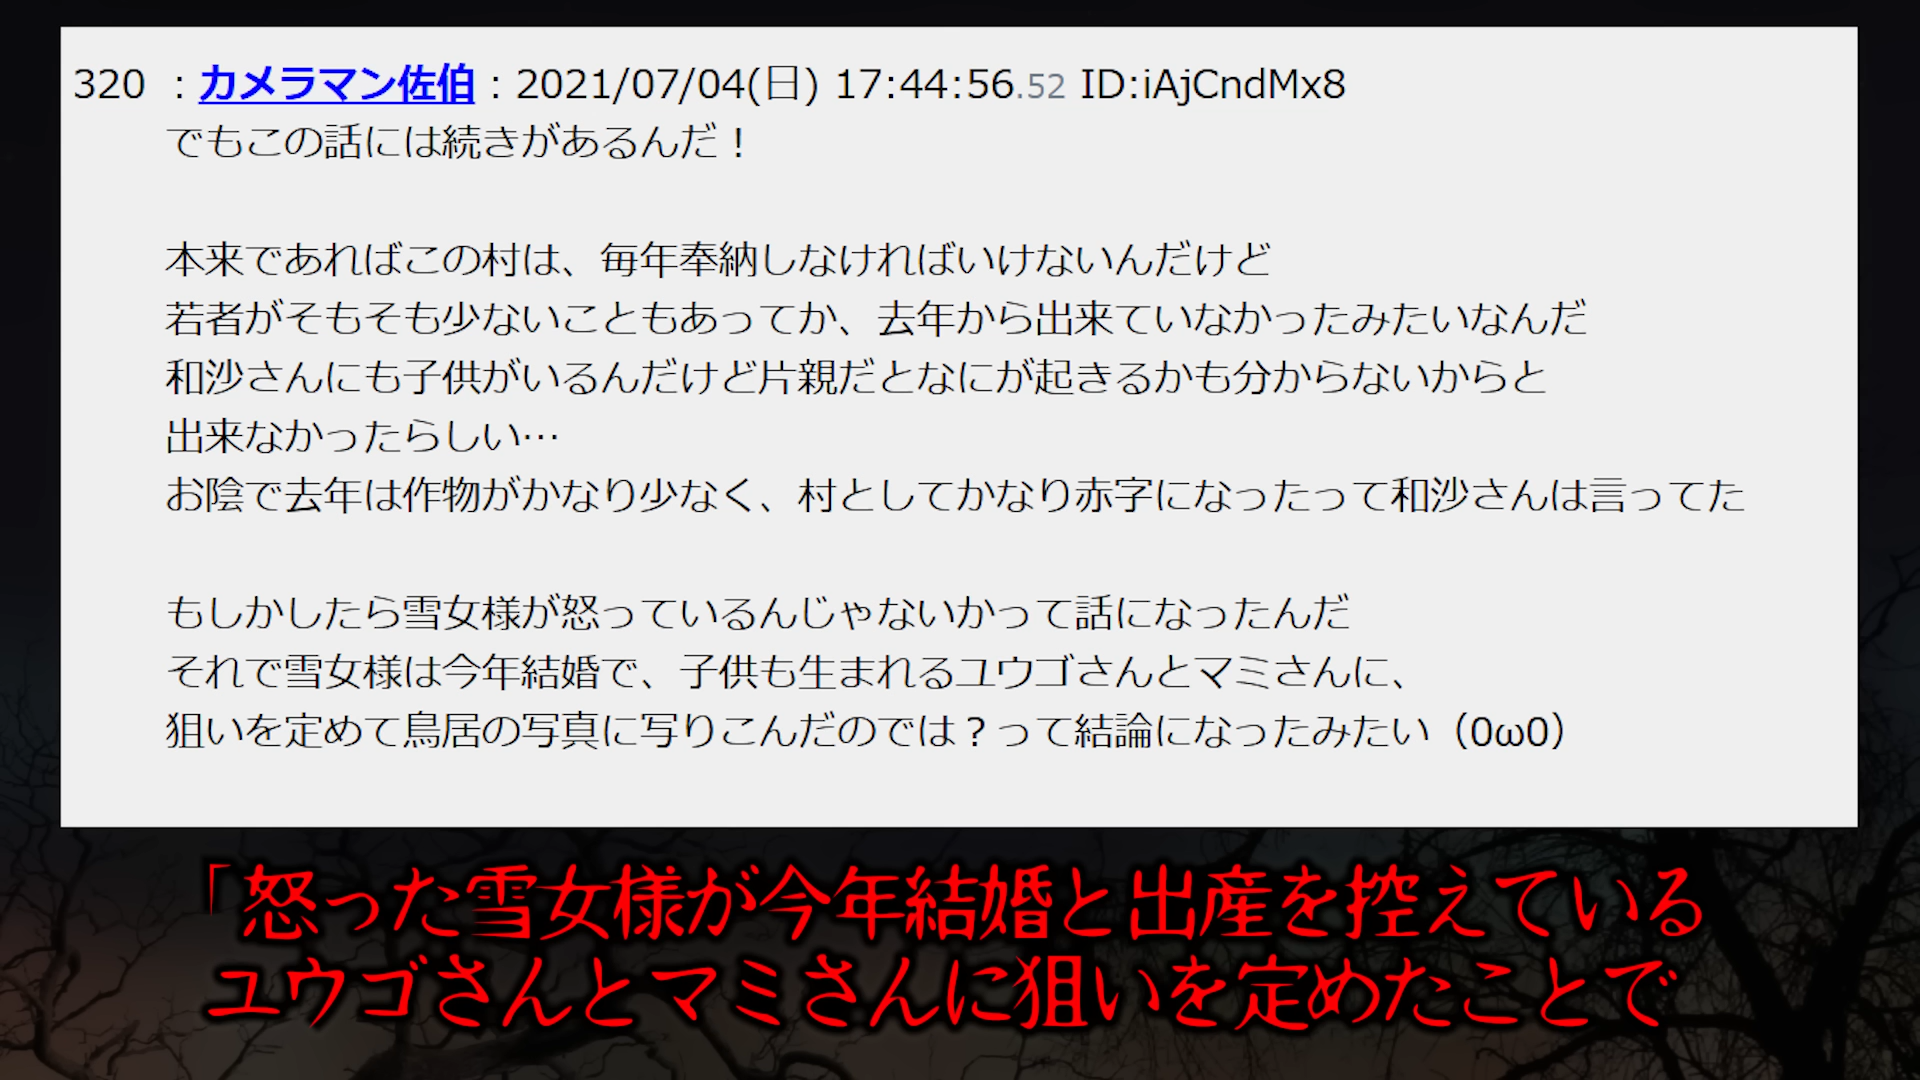 320 ：カメラマン佐伯：2021/07/04(日) 17:44:56.52 ID:iAjCndMx8
でもこの話には続きがあるんだ！
本来であればこの村は、毎年奉納しなければいけないんだけど
若者がそもそも少ないこともあってか、去年から出来ていなかったみたいなんだ
和沙さんにも子供がいるんだけど片親だとなにが起きるかも分からないからと
出来なかったらしい…
お陰で去年は作物がかなり少なく、村としてかなり赤字になったって和沙さんは言ってた
もしかしたら雪女様が怒っているんじゃないかって話になったんだ
それで雪女様は今年結婚で、子供も生まれるユウゴさんとマミさんに、
狙いを定めて鳥居の写真に写りこんだのでは？って結論になったみたい（0ω0）
「怒った雪女様が今年結婚と出産を控えている
ユウゴさんとマミさんに狙いを定めたことで